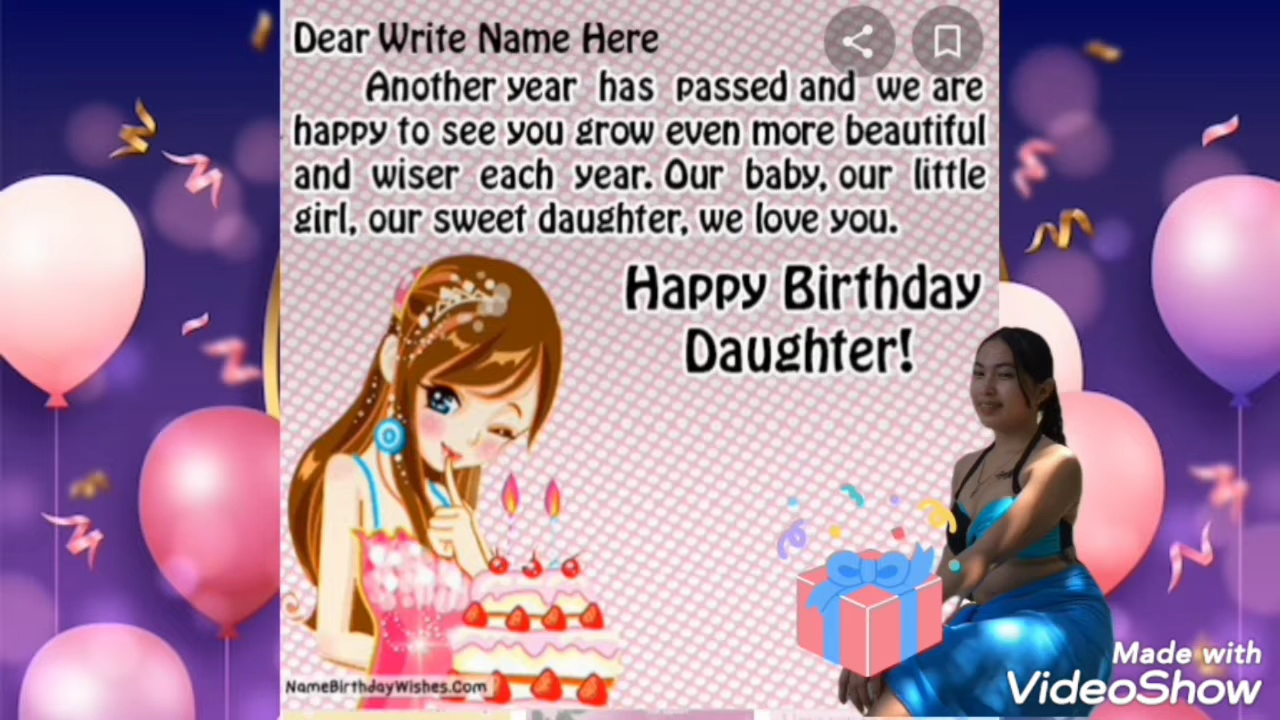 Dear Write Name Here
Another year has passed and we are
happy to see you grow even more beautiful
and wiser each year. Our baby, our little
girl, our sweet daughter, we love you.
Happy Birthday
Daughter!
NameBirthdayWishes.Com
Made with
VideoShow